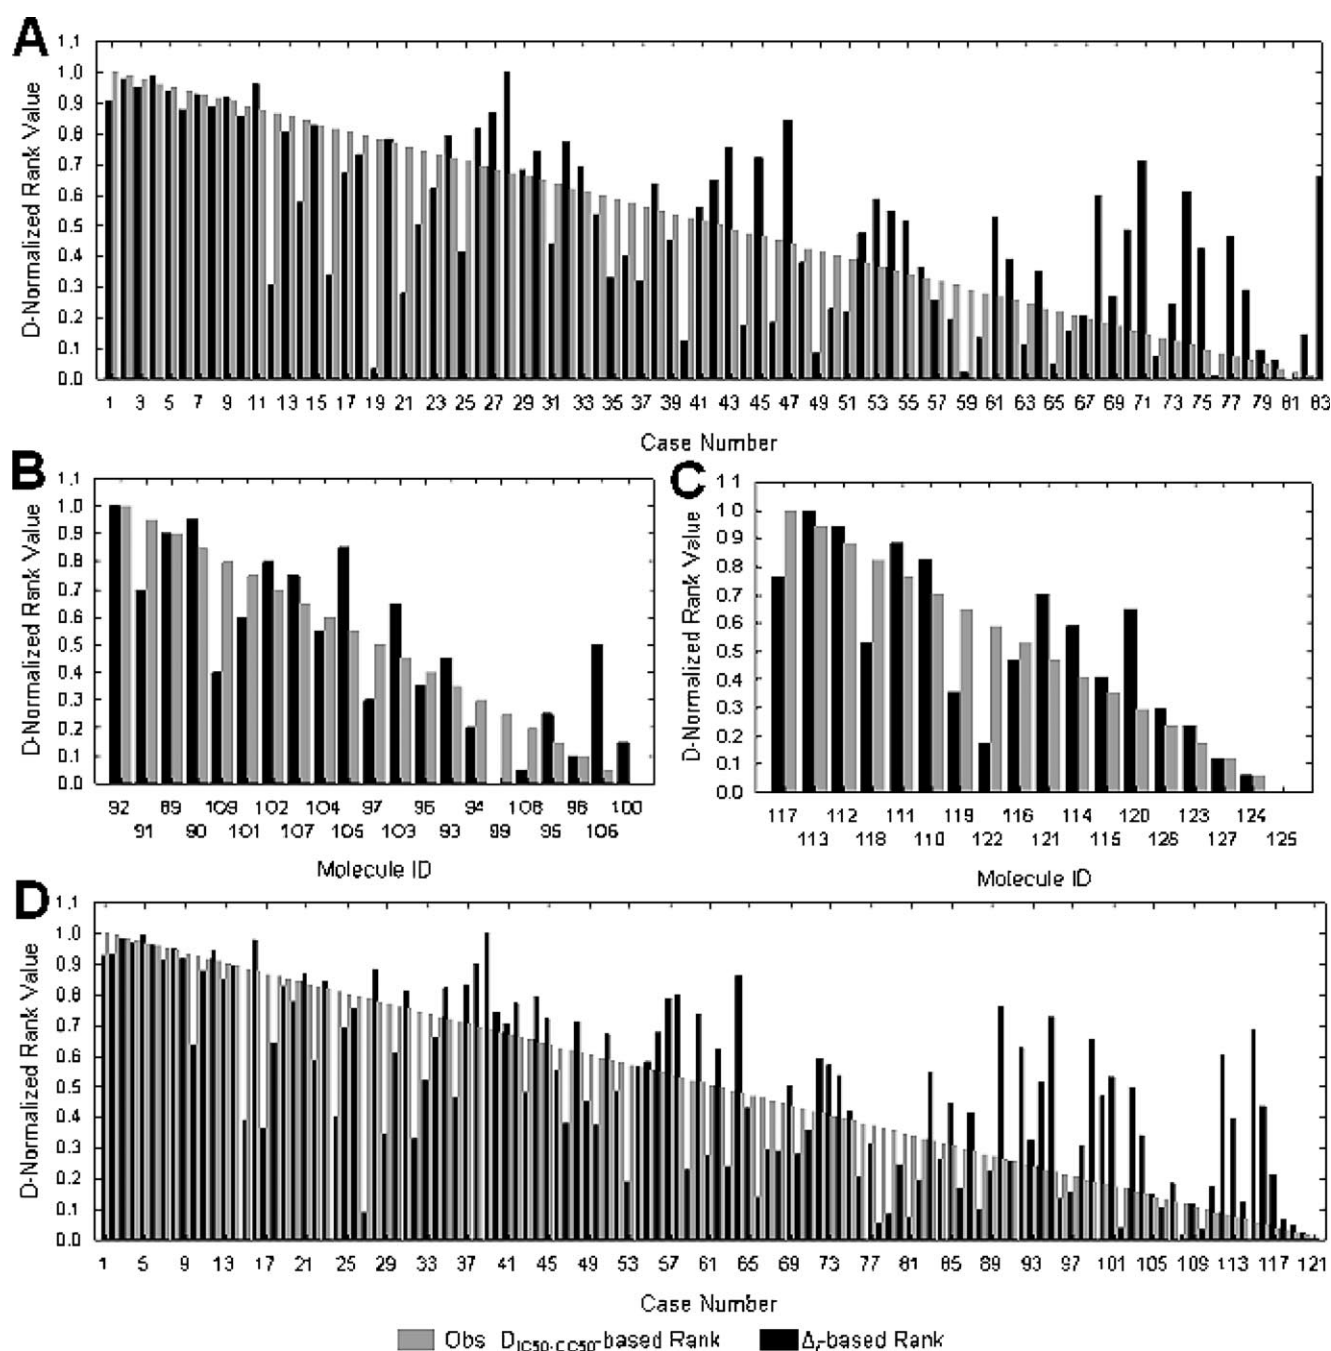 A
1.1
1.0
0.9
0.8
0.7
0.6
0.5
0.4
0.3
0.2
0.1
0.0
D-Normalized Rank Value
1 3 5 7 9 11 13 15 17 19 21 23 25 27 29 31 33 35 37 39 41 43 45 47 49 51 53 55 57 59 61 63 65 67 69 71 73 75 77 79 81 83
Case Number
B
1.1
1.0
0.9
0.8
0.7
0.6
0.5
0.4
0.3
0.2
0.1
0.0
D-Normalized Rank Value
92 89 109 102 104 97 96 94 108 98 100
91 90 101 107 105 103 93 99 95 106
Molecule ID
C
1.1
1.0
0.9
0.8
0.7
0.6
0.5
0.4
0.3
0.2
0.1
0.0
D-Normalized Rank Value
117 112 111 119 116 114 120 123 124
113 118 110 122 121 115 126 127 125
Molecule ID
D
1.1
1.0
0.9
0.8
0.7
0.6
0.5
0.4
0.3
0.2
0.1
0.0
D-Normalized Rank Value
1 5 9 13 17 21 25 29 33 37 41 45 49 53 57 61 65 69 73 77 81 85 89 93 97 101 105 109 113 117 121
Case Number
Obs D_IC50-CC50-based Rank Δ_i-based Rank